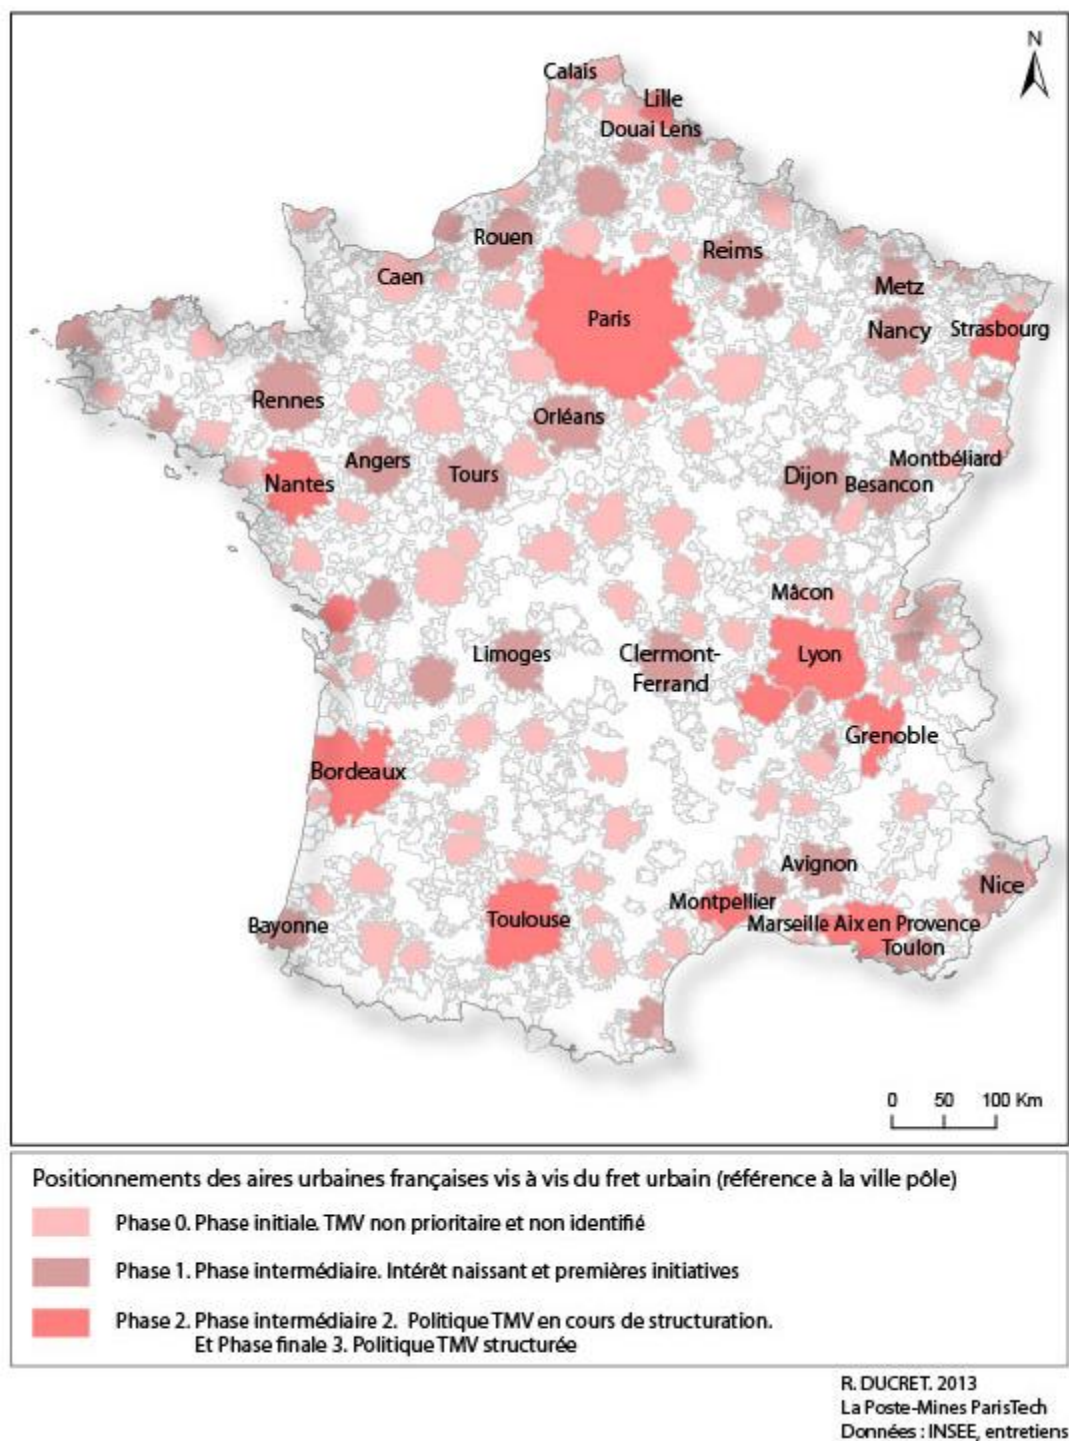 N
Calais
Lille
Douai Lens
Rouen
Reims
Caen
Metz
Paris
Nancy
Strasbourg
Rennes
Orléans
Angers
Tours
Montbéliard
Nantes
Dijon
Besancon
Mâcon
Limoges
Clermont-
Ferrand
Lyon
Grenoble
Bordeaux
Avignon
Nice
Montpellier
Toulouse
Bayonne
Marseille Aix en Provence
Toulon
0 50 100 Km
Positionnements des aires urbaines françaises vis à vis du fret urbain (référence à la ville pôle)
Phase 0. Phase initiale. TMV non prioritaire et non identifié
Phase 1. Phase intermédiaire. Intérêt naissant et premières initiatives
Phase 2. Phase intermédiaire 2. Politique TMV en cours de structuration.
Et Phase finale 3. Politique TMV structurée
R. DUCRET. 2013
La Poste-Mines ParisTech
Données : INSEE, entretiens